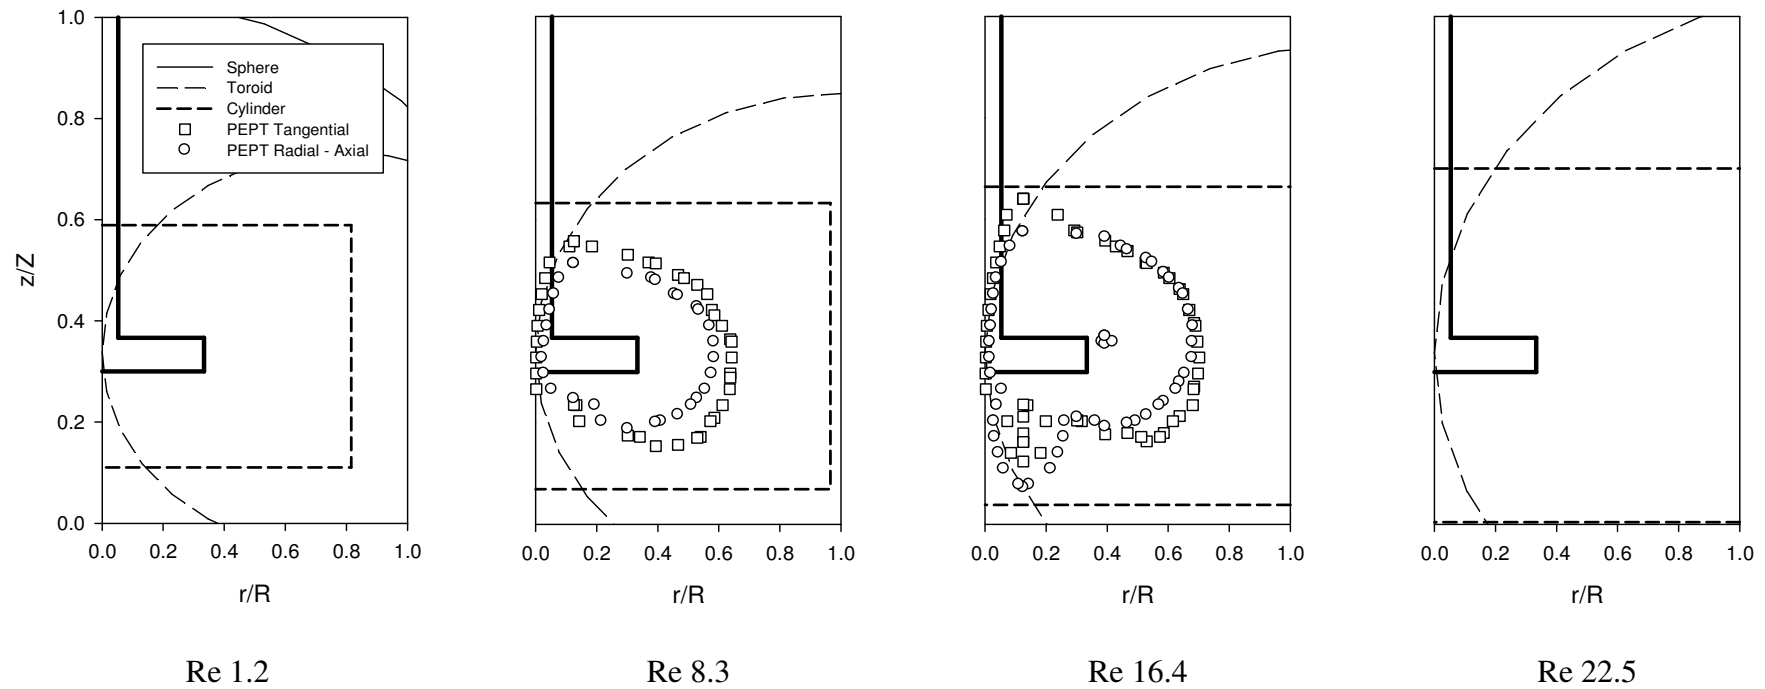 1.0
0.8
0.6
0.4
0.2
0.0
z/Z
Sphere
Toroid
Cylinder
PEPT Tangential
PEPT Radial - Axial
0.0 0.2 0.4 0.6 0.8 1.0
r/R
Re 1.2
0.0 0.2 0.4 0.6 0.8 1.0
r/R
Re 8.3
0.0 0.2 0.4 0.6 0.8 1.0
r/R
Re 16.4
0.0 0.2 0.4 0.6 0.8 1.0
r/R
Re 22.5